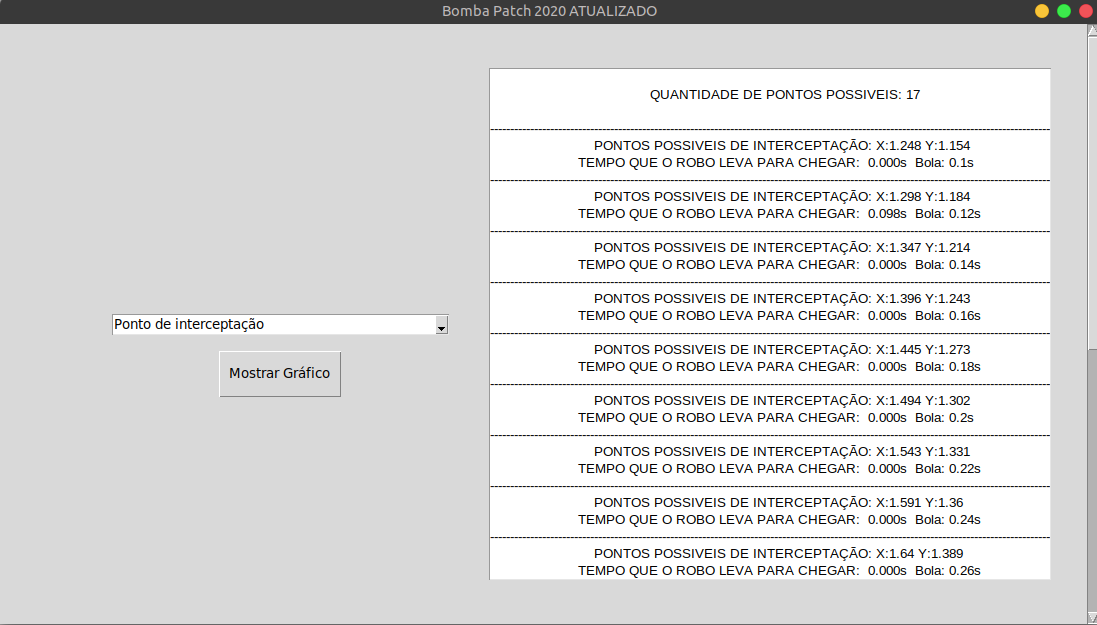 Bomba Patch 2020 ATUALIZADO
QUANTIDADE DE PONTOS POSSIVEIS: 17
PONTOS POSSIVEIS DE INTERCEPTAÇÃO: X:1.248 Y:1.154
TEMPO QUE O ROBO LEVA PARA CHEGAR: 0.000s Bola: 0.1s
PONTOS POSSIVEIS DE INTERCEPTAÇÃO: X:1.298 Y:1.184
TEMPO QUE O ROBO LEVA PARA CHEGAR: 0.098s Bola: 0.12s
PONTOS POSSIVEIS DE INTERCEPTAÇÃO: X:1.347 Y:1.214
TEMPO QUE O ROBO LEVA PARA CHEGAR: 0.000s Bola: 0.14s
PONTOS POSSIVEIS DE INTERCEPTAÇÃO: X:1.396 Y:1.243
TEMPO QUE O ROBO LEVA PARA CHEGAR: 0.000s Bola: 0.16s
PONTOS POSSIVEIS DE INTERCEPTAÇÃO: X:1.445 Y:1.273
TEMPO QUE O ROBO LEVA PARA CHEGAR: 0.000s Bola: 0.18s
PONTOS POSSIVEIS DE INTERCEPTAÇÃO: X:1.494 Y:1.302
TEMPO QUE O ROBO LEVA PARA CHEGAR: 0.000s Bola: 0.2s
PONTOS POSSIVEIS DE INTERCEPTAÇÃO: X:1.543 Y:1.331
TEMPO QUE O ROBO LEVA PARA CHEGAR: 0.000s Bola: 0.22s
PONTOS POSSIVEIS DE INTERCEPTAÇÃO: X:1.591 Y:1.36
TEMPO QUE O ROBO LEVA PARA CHEGAR: 0.000s Bola: 0.24s
PONTOS POSSIVEIS DE INTERCEPTAÇÃO: X:1.64 Y:1.389
TEMPO QUE O ROBO LEVA PARA CHEGAR: 0.000s Bola: 0.26s
Ponto de interceptação
Mostrar Gráfico